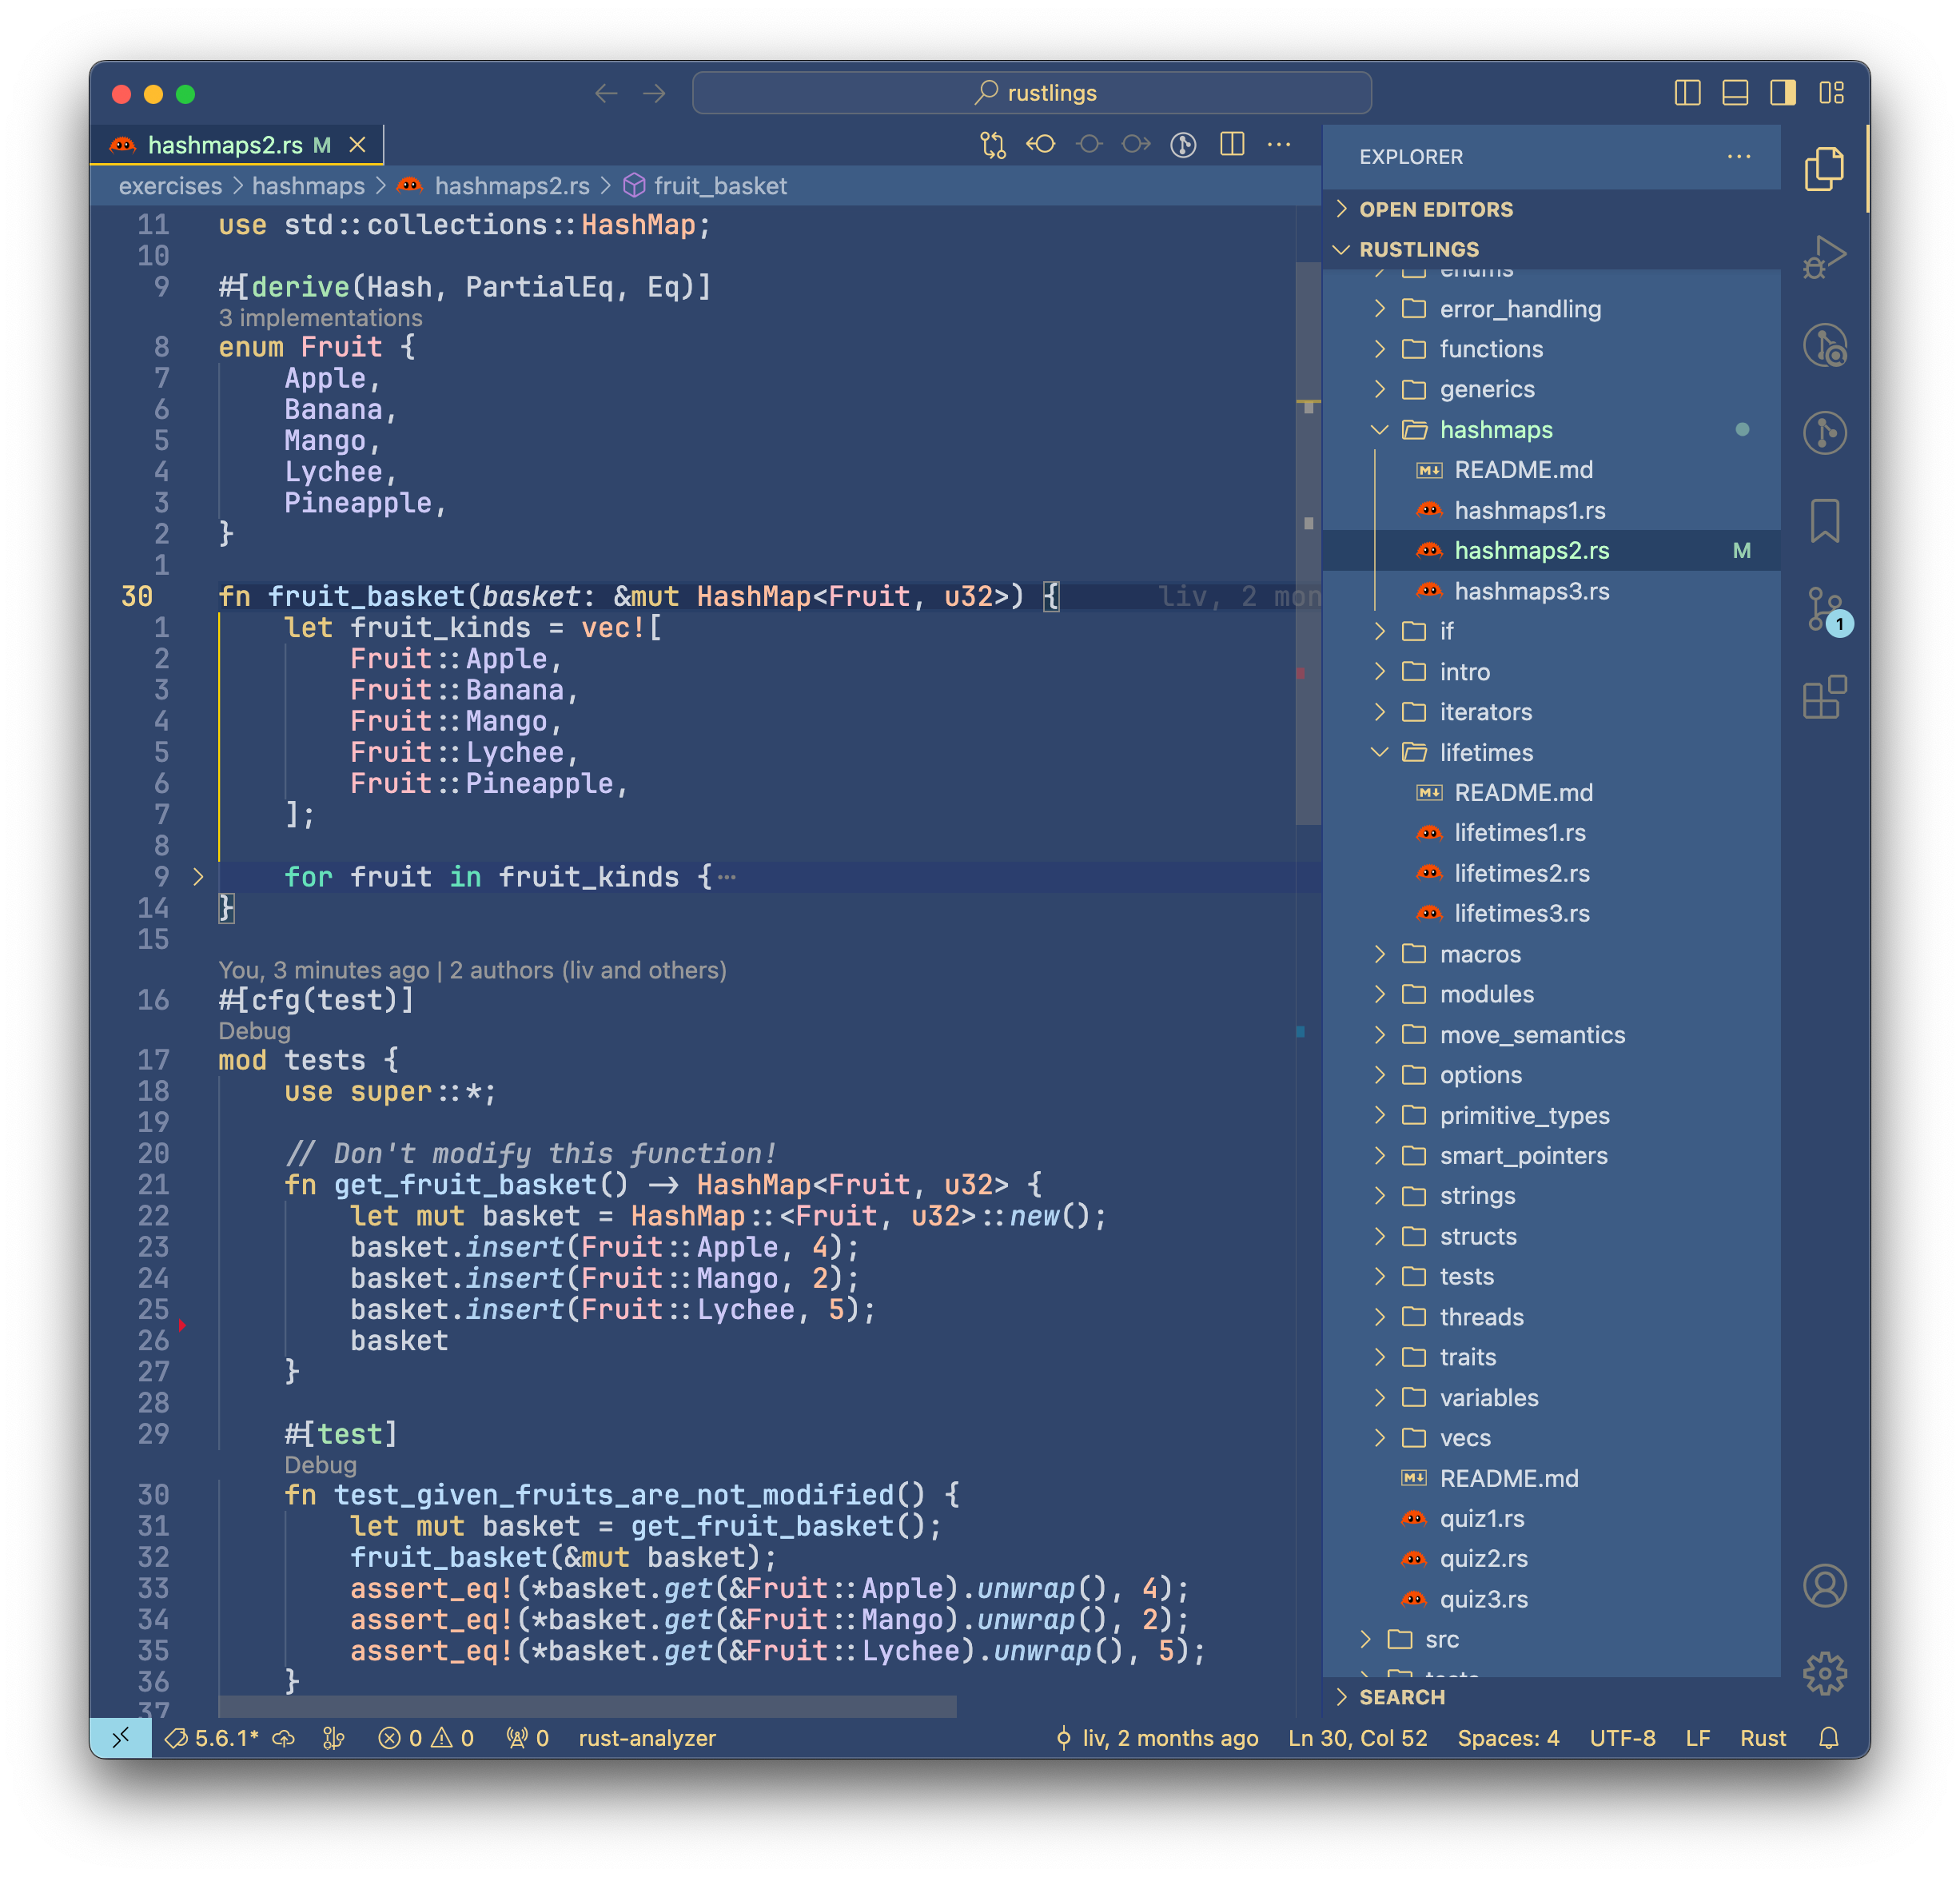 rustlings
hashmaps2.rs M
exercises > hashmaps > hashmaps2.rs > fruit_basket
11 use std::collections::HashMap;
10
9 #[derive(Hash, PartialEq, Eq)]
3 implementations
8 enum Fruit {
7 Apple,
6 Banana,
5 Mango,
4 Lychee,
3 Pineapple,
2 }
1
30 fn fruit_basket(basket: &mut HashMap<Fruit, u32>) { liv, 2 mon
1 let fruit_kinds = vec![
2 Fruit::Apple,
3 Fruit::Banana,
4 Fruit::Mango,
5 Fruit::Lychee,
6 Fruit::Pineapple,
7 ];
8
9 for fruit in fruit_kinds {⋯
14 }
15
You, 3 minutes ago | 2 authors (liv and others)
16 #[cfg(test)]
Debug
17 mod tests {
18 use super::*;
19
20 // Don't modify this function!
21 fn get_fruit_basket() -> HashMap<Fruit, u32> {
22 let mut basket = HashMap::<Fruit, u32>::new();
23 basket.insert(Fruit::Apple, 4);
24 basket.insert(Fruit::Mango, 2);
25 basket.insert(Fruit::Lychee, 5);
26 basket
27 }
28
29 #[test]
Debug
30 fn test_given_fruits_are_not_modified() {
31 let mut basket = get_fruit_basket();
32 fruit_basket(&mut basket);
33 assert_eq!(*basket.get(&Fruit::Apple).unwrap(), 4);
34 assert_eq!(*basket.get(&Fruit::Mango).unwrap(), 2);
35 assert_eq!(*basket.get(&Fruit::Lychee).unwrap(), 5);
36 }
37
EXPLORER
OPEN EDITORS
RUSTLINGS
enums
error_handling
functions
generics
hashmaps
README.md
hashmaps1.rs
hashmaps2.rs M
hashmaps3.rs
if
intro
iterators
lifetimes
README.md
lifetimes1.rs
lifetimes2.rs
lifetimes3.rs
macros
modules
move_semantics
options
primitive_types
smart_pointers
strings
structs
tests
threads
traits
variables
vecs
README.md
quiz1.rs
quiz2.rs
quiz3.rs
src
tests
SEARCH
1
5.6.1* 0 0 0 rust-analyzer liv, 2 months ago Ln 30, Col 52 Spaces: 4 UTF-8 LF Rust